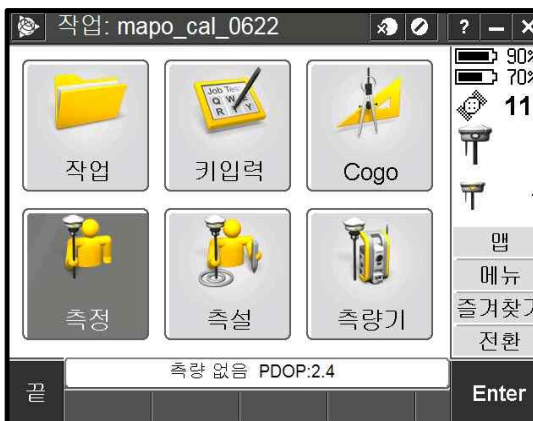 작업: mapo_cal_0622
?
90%
70%
11
작업
키입력
Cogo
측정
측설
측량기
맵
메뉴
즐겨찾기
전환
측량 없음 PDOP:2.4
끝
Enter